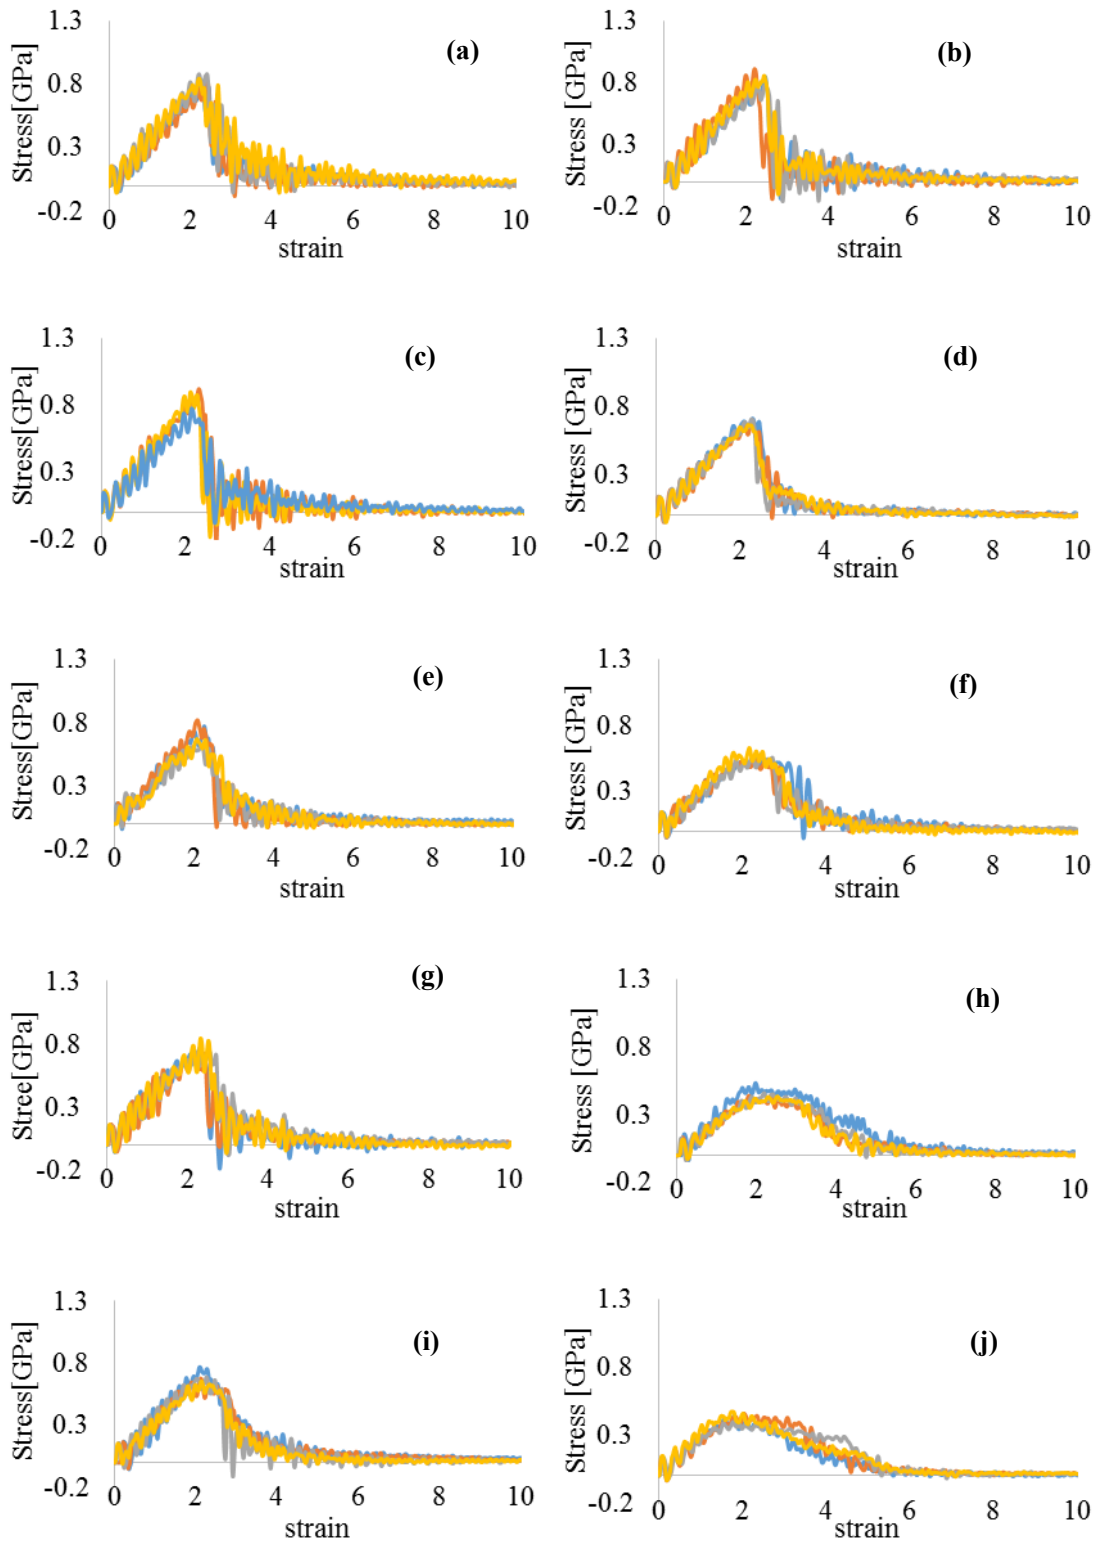 1.3
0.8
0.3
-0.2
Stress[GPa]
(a)
0 2 4 6 8 10
strain
1.3
0.8
0.3
-0.2
Stress [GPa]
(b)
0 2 4 6 8 10
strain
1.3
0.8
0.3
-0.2
Stress[GPa]
(c)
0 2 4 6 8 10
strain
1.3
0.8
0.3
-0.2
Stress [GPa]
(d)
0 2 4 6 8 10
strain
1.3
0.8
0.3
-0.2
Stress[GPa]
(e)
0 2 4 6 8 10
strain
1.3
0.8
0.3
-0.2
Stress [GPa]
(f)
0 2 4 6 8 10
strain
1.3
0.8
0.3
-0.2
Stree[GPa]
(g)
0 2 4 6 8 10
strain
1.3
0.8
0.3
-0.2
Stress [GPa]
(h)
0 2 4 6 8 10
strain
1.3
0.8
0.3
-0.2
Stress[GPa]
(i)
0 2 4 6 8 10
strain
1.3
0.8
0.3
-0.2
Stress [GPa]
(j)
0 2 4 6 8 10
strain